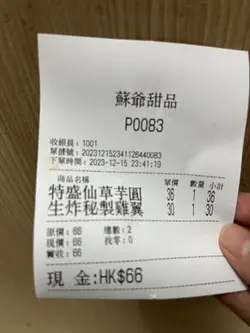 蘇爺甜品
P0083
收銀員：1001
單據號：202312152341128440083
下單時間：2023-12-15 23:41:19
商品名稱 單價 數量 小計
特盛仙草芋圓 36 1 36
生炸秘製雞翼 30 1 30
原價：66 總數：2
現價：66 找零：0
實收：66
現 金:HK$66